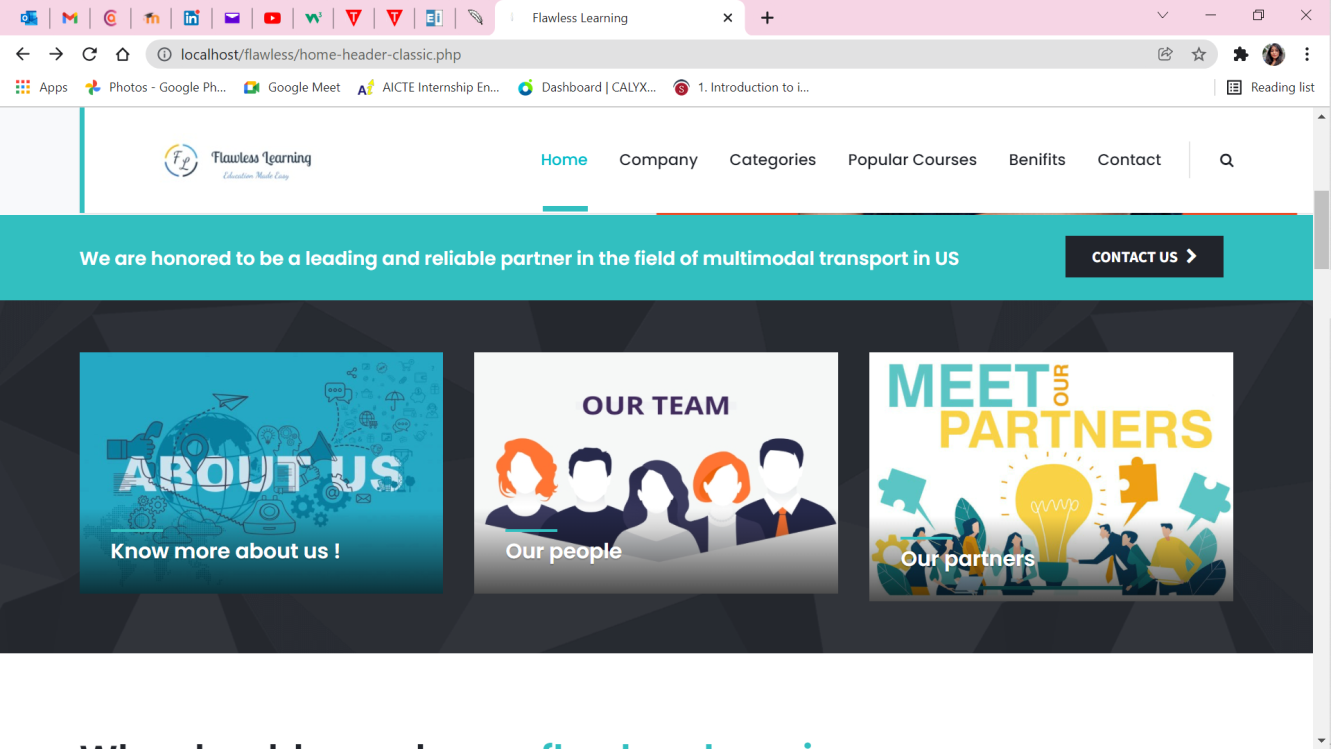 Flawless Learning
localhost/flawless/home-header-classic.php
Apps
Photos - Google Ph...
Google Meet
AICTE Internship En...
Dashboard | CALYX...
1. Introduction to i...
Reading list
FL
Flawless Learning
Education Made Easy
Home
Company
Categories
Popular Courses
Benifits
Contact
We are honored to be a leading and reliable partner in the field of multimodal transport in US
CONTACT US
ABOUT US
Know more about us !
OUR TEAM
Our people
MEET OUR
PARTNERS
Our partners